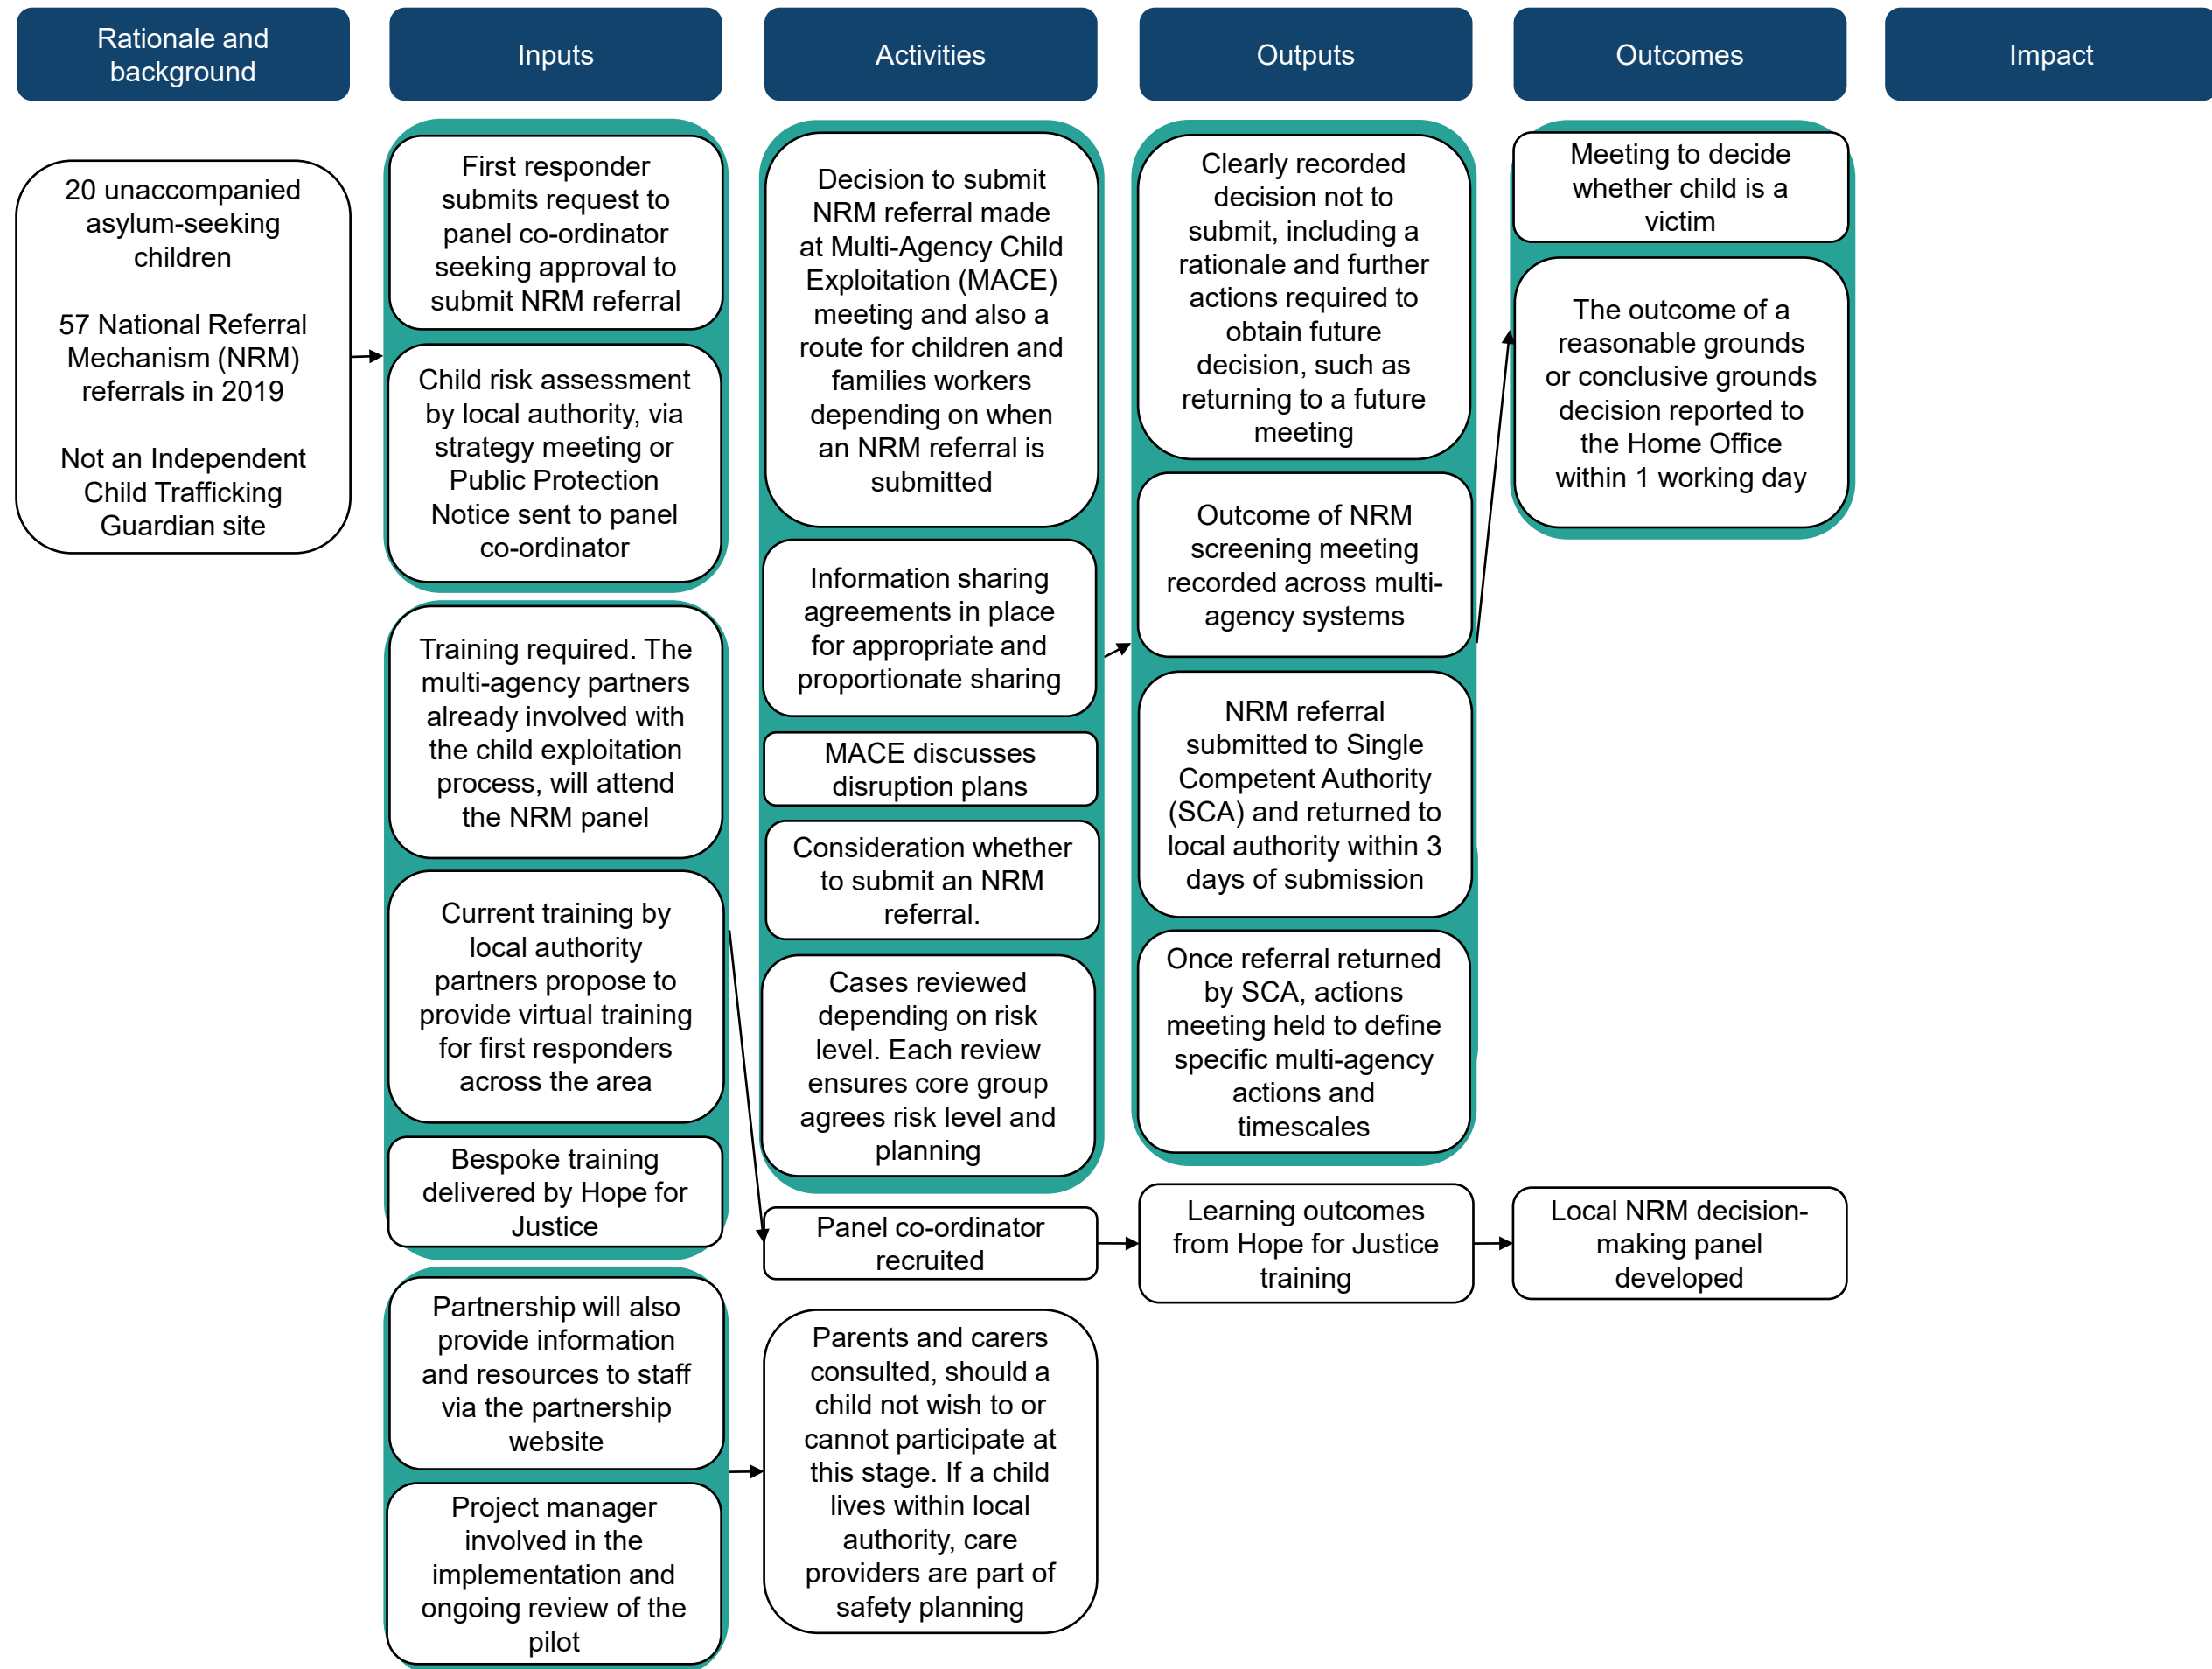 Rationale and
background
Inputs
Activities
Outputs
Outcomes
Impact
20 unaccompanied
asylum-seeking
children
57 National Referral
Mechanism (NRM)
referrals in 2019
Not an Independent
Child Trafficking
Guardian site
First responder
submits request to
panel co-ordinator
seeking approval to
submit NRM referral
Child risk assessment
by local authority, via
strategy meeting or
Public Protection
Notice sent to panel
co-ordinator
Training required. The
multi-agency partners
already involved with
the child exploitation
process, will attend
the NRM panel
Current training by
local authority
partners propose to
provide virtual training
for first responders
across the area
Bespoke training
delivered by Hope for
Justice
Partnership will also
provide information
and resources to staff
via the partnership
website
Project manager
involved in the
implementation and
ongoing review of the
pilot
Decision to submit
NRM referral made
at Multi-Agency Child
Exploitation (MACE)
meeting and also a
route for children and
families workers
depending on when
an NRM referral is
submitted
Information sharing
agreements in place
for appropriate and
proportionate sharing
MACE discusses
disruption plans
Consideration whether
to submit an NRM
referral.
Cases reviewed
depending on risk
level. Each review
ensures core group
agrees risk level and
planning
Panel co-ordinator
recruited
Parents and carers
consulted, should a
child not wish to or
cannot participate at
this stage. If a child
lives within local
authority, care
providers are part of
safety planning
Clearly recorded
decision not to
submit, including a
rationale and further
actions required to
obtain future
decision, such as
returning to a future
meeting
Outcome of NRM
screening meeting
recorded across multi-
agency systems
NRM referral
submitted to Single
Competent Authority
(SCA) and returned to
local authority within 3
days of submission
Once referral returned
by SCA, actions
meeting held to define
specific multi-agency
actions and
timescales
Learning outcomes
from Hope for Justice
training
Meeting to decide
whether child is a
victim
The outcome of a
reasonable grounds
or conclusive grounds
decision reported to
the Home Office
within 1 working day
Local NRM decision-
making panel
developed